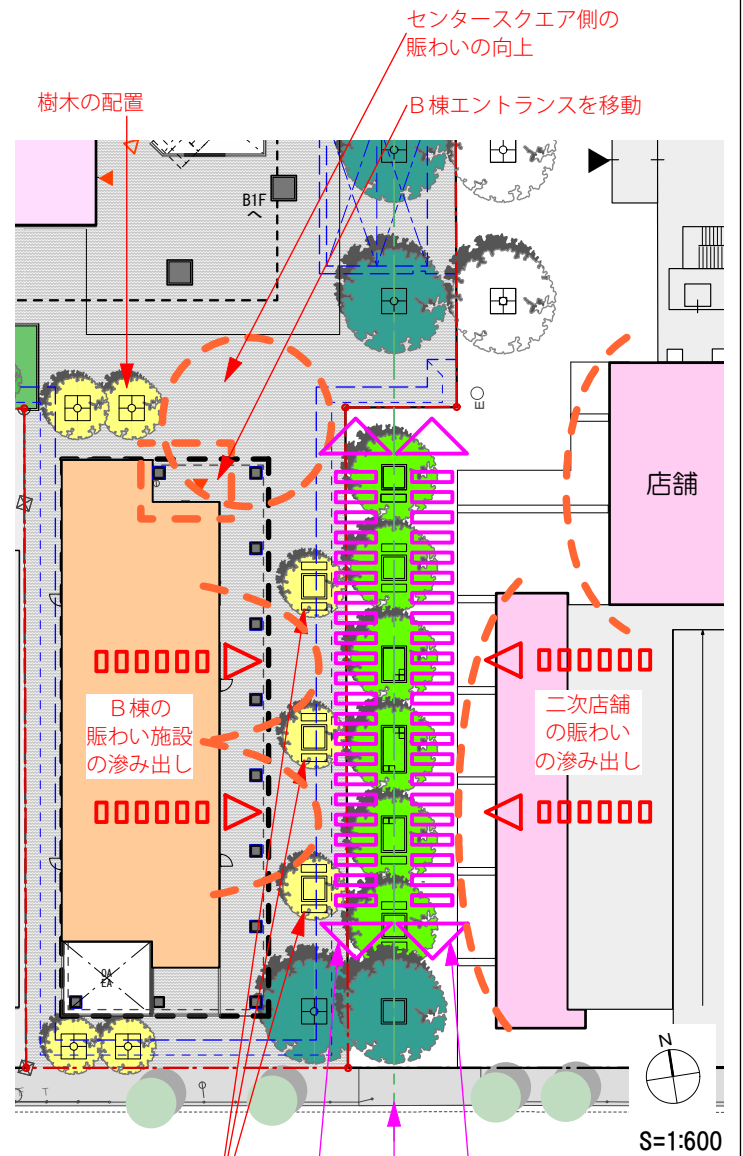 センタースクエア側の
賑わいの向上
樹木の配置
B棟エントランスを移動
B1F
へ
E
店舗
B棟の
賑わい施設
の滲み出し
二次店舗
の賑わい
の滲み出し
OA
EA
T
N
S=1:600